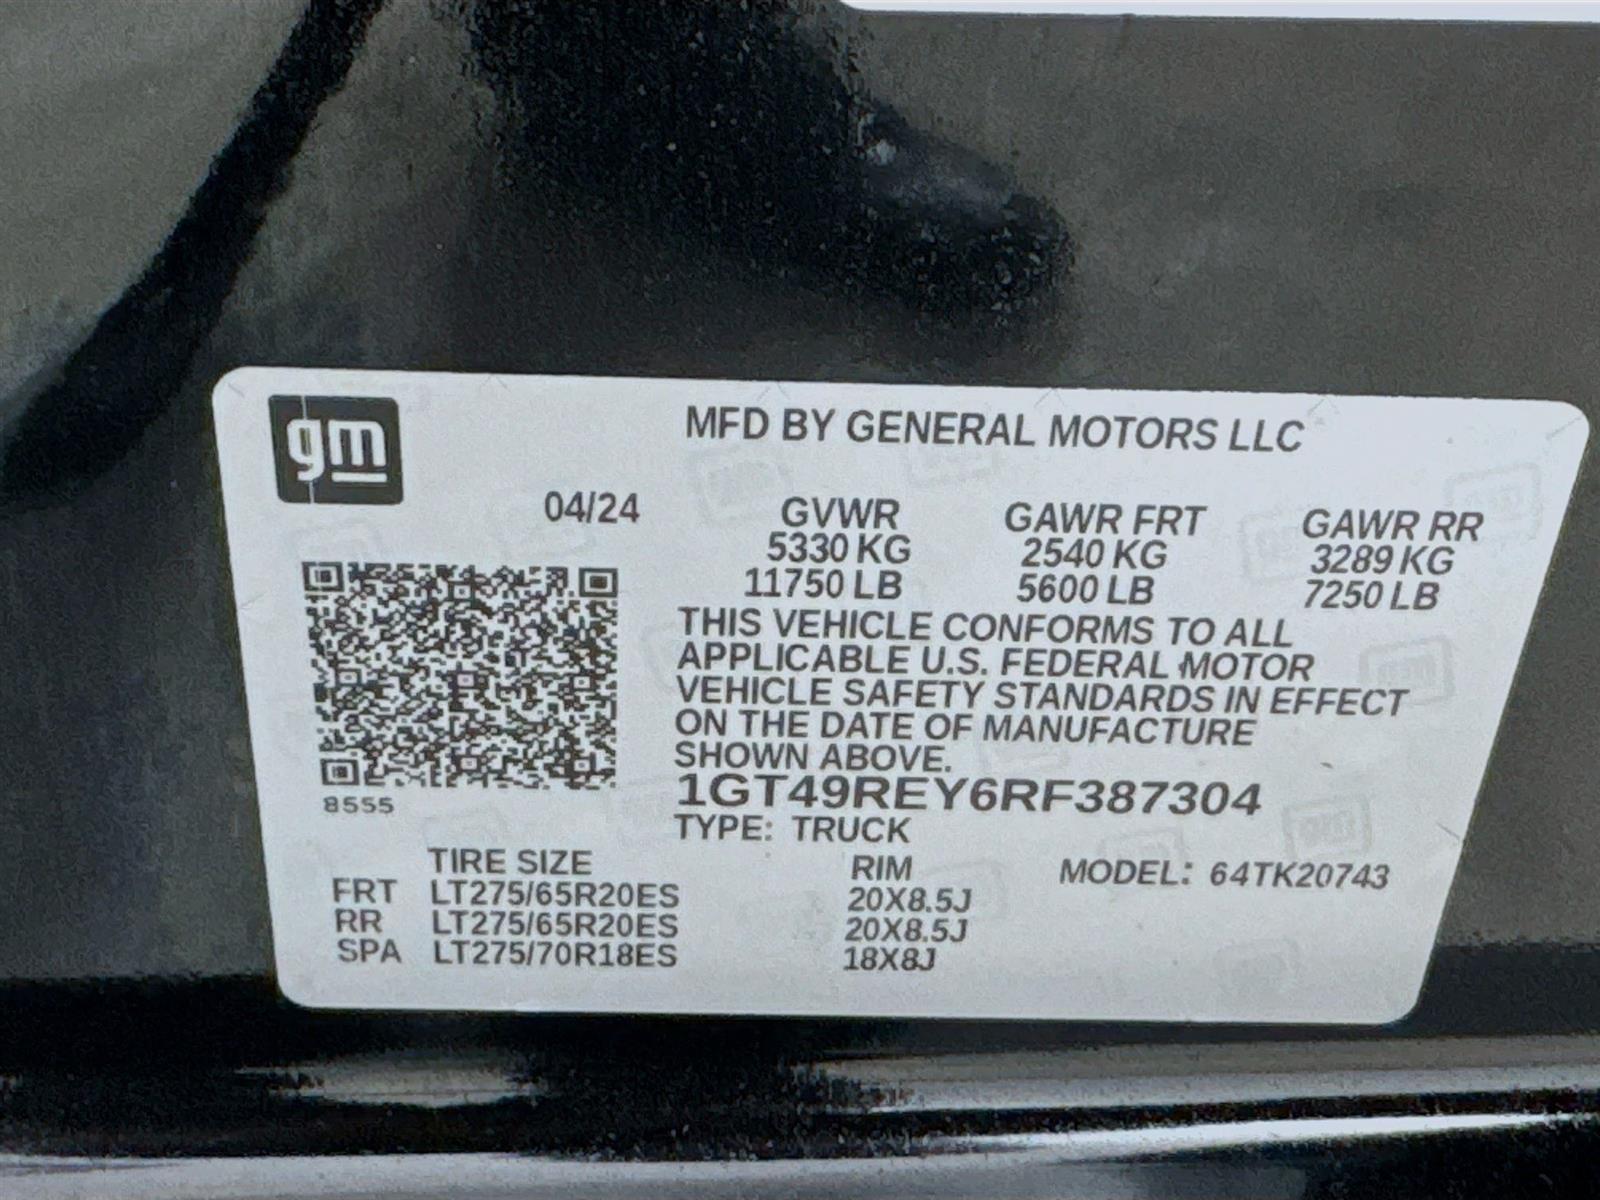 gm
MFD BY GENERAL MOTORS LLC
04/24
GVWR GAWR FRT GAWR RR
5330 KG 2540 KG 3289 KG
11750 LB 5600 LB 7250 LB
THIS VEHICLE CONFORMS TO ALL
APPLICABLE U.S. FEDERAL MOTOR
VEHICLE SAFETY STANDARDS IN EFFECT
ON THE DATE OF MANUFACTURE
SHOWN ABOVE.
8555
1GT49REY6RF387304
TYPE: TRUCK
TIRE SIZE RIM MODEL: 64TK20743
FRT LT275/65R20ES 20X8.5J
RR LT275/65R20ES 20X8.5J
SPA LT275/70R18ES 18X8J